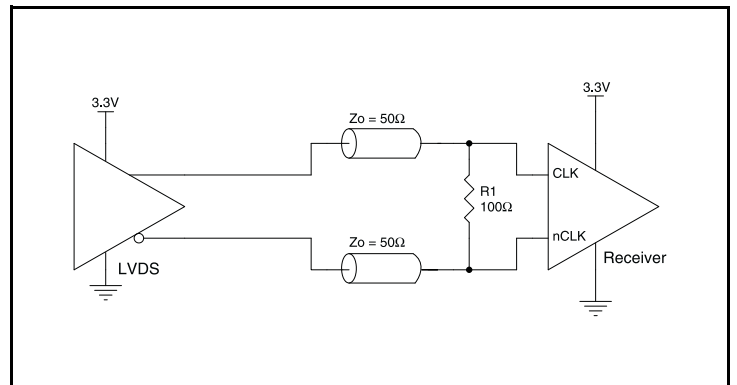 3.3V
3.3V
Zo = 50Ω
CLK
R1
100Ω
Zo = 50Ω
nCLK
LVDS
Receiver